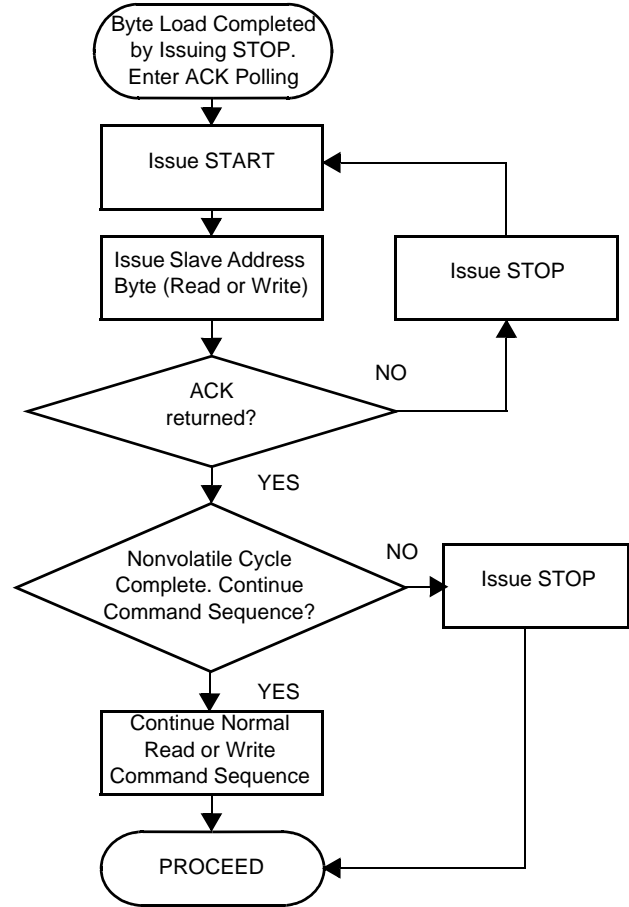 Byte Load Completed
by Issuing STOP.
Enter ACK Polling
Issue START
Issue Slave Address
Byte (Read or Write)
Issue STOP
ACK
returned?
NO
YES
Nonvolatile Cycle
Complete. Continue
Command Sequence?
NO
Issue STOP
YES
Continue Normal
Read or Write
Command Sequence
PROCEED